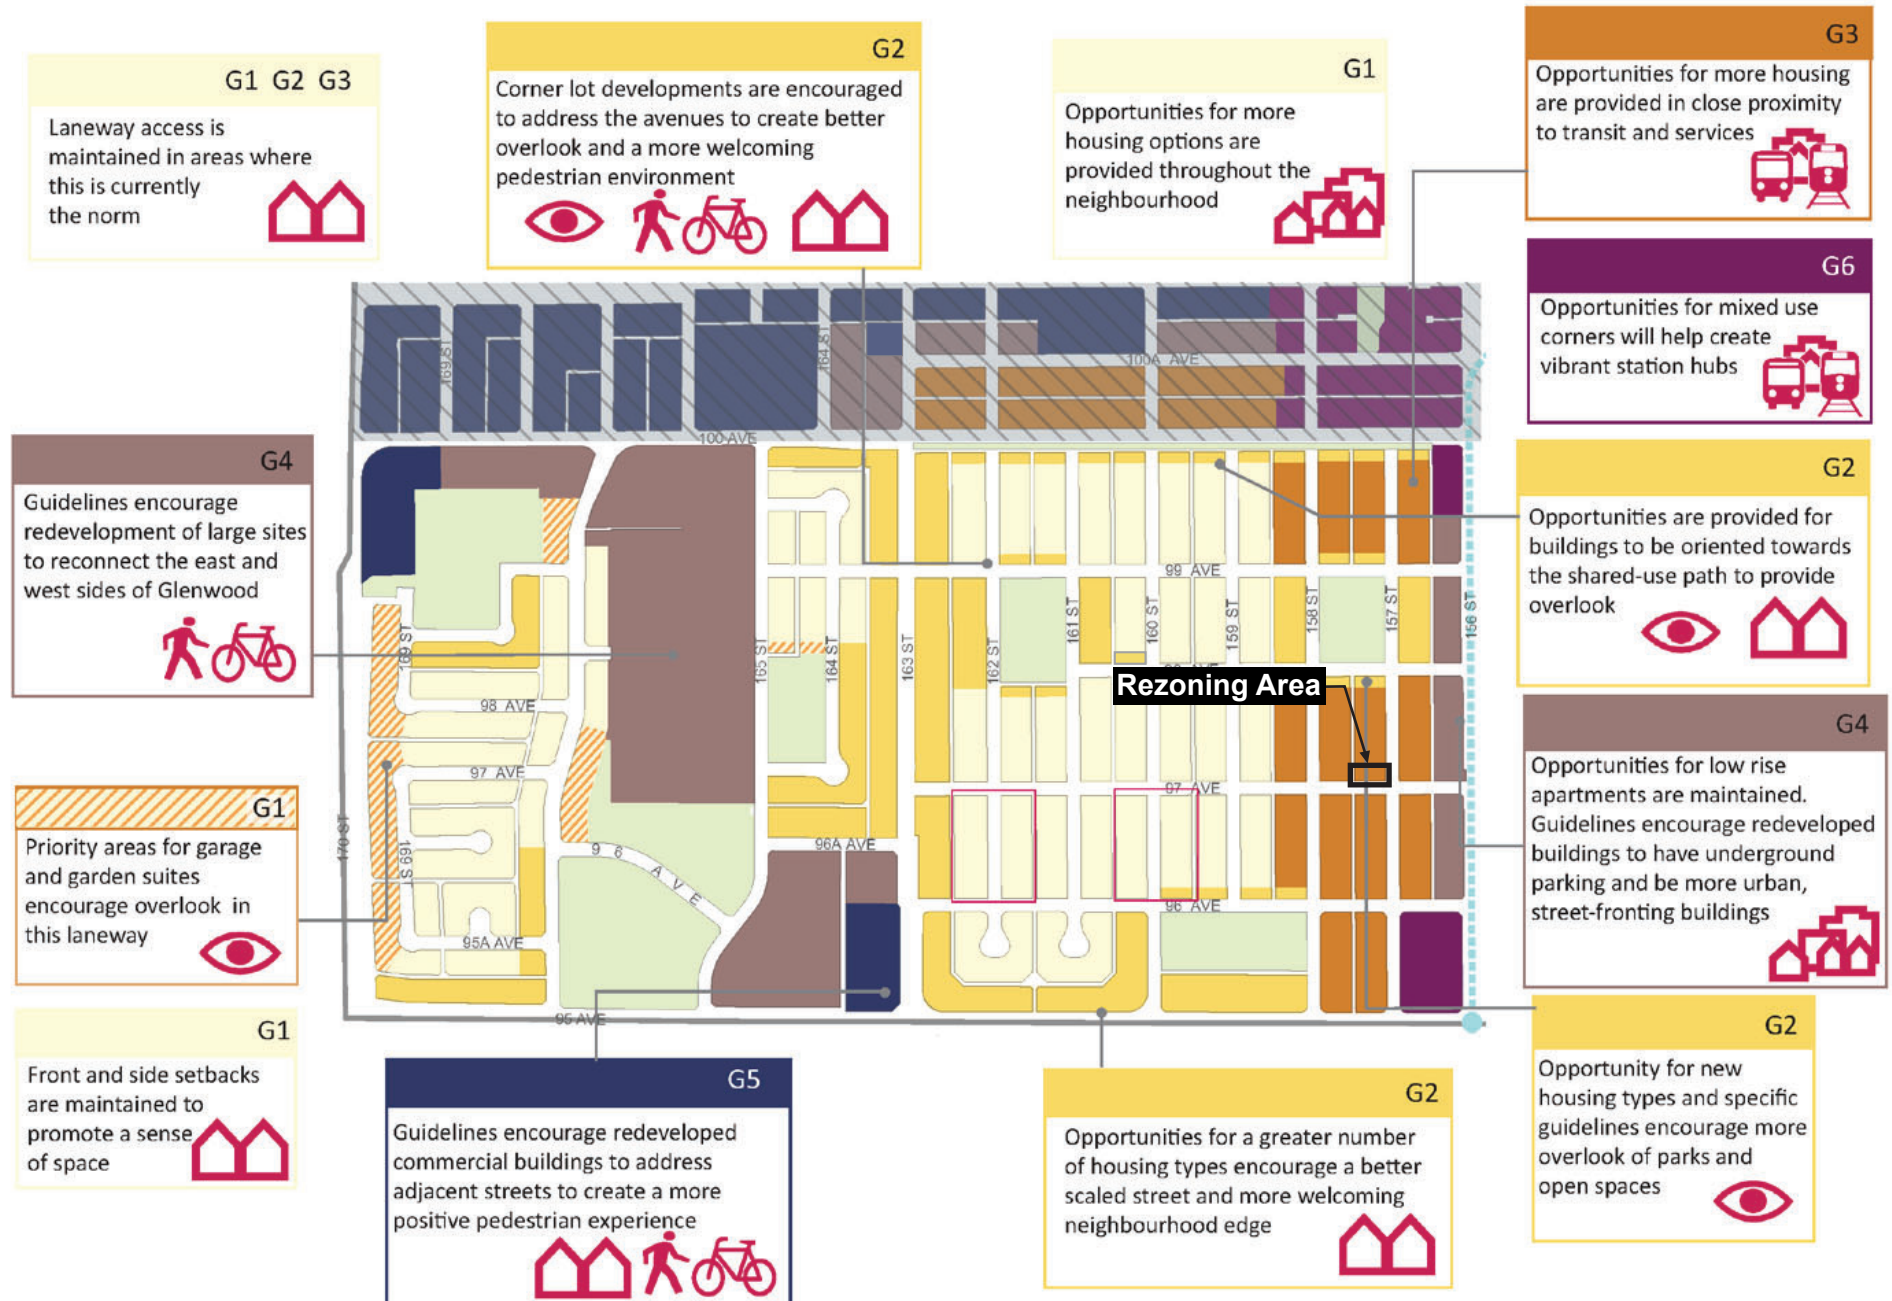 G1 G2 G3
Laneway access is
maintained in areas where
this is currently
the norm
G2
Corner lot developments are encouraged
to address the avenues to create better
overlook and a more welcoming
pedestrian environment
G1
Opportunities for more
housing options are
provided throughout the
neighbourhood
G3
Opportunities for more housing
are provided in close proximity
to transit and services
G6
Opportunities for mixed use
corners will help create
vibrant station hubs
G4
Guidelines encourage
redevelopment of large sites
to reconnect the east and
west sides of Glenwood
G2
Opportunities are provided for
buildings to be oriented towards
the shared-use path to provide
overlook
G1
Priority areas for garage
and garden suites
encourage overlook in
this laneway
G4
Opportunities for low rise
apartments are maintained.
Guidelines encourage redeveloped
buildings to have underground
parking and be more urban,
street-fronting buildings
G1
Front and side setbacks
are maintained to
promote a sense
of space
G5
Guidelines encourage redeveloped
commercial buildings to address
adjacent streets to create a more
positive pedestrian experience
G2
Opportunities for a greater number
of housing types encourage a better
scaled street and more welcoming
neighbourhood edge
G2
Opportunity for new
housing types and specific
guidelines encourage more
overlook of parks and
open spaces
169 ST
164 ST
100A AVE
100 AVE
99 AVE
170 ST
169 ST
165 ST
164 ST
163 ST
162 ST
161 ST
160 ST
159 ST
158 ST
157 ST
156 ST
Rezoning Area
98 AVE
97 AVE
97 AVE
169 ST
96 AVE
96A AVE
96 AVE
95A AVE
95 AVE